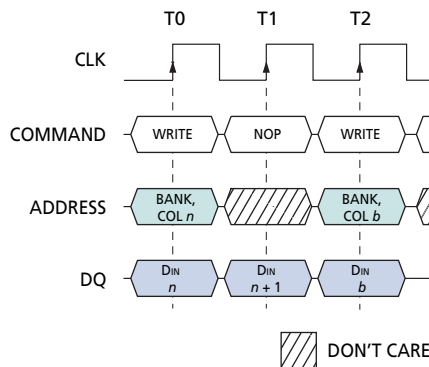 T0 T1 T2
CLK
COMMAND WRITE NOP WRITE
ADDRESS BANK, COL n BANK, COL b
DQ DIN n DIN n + 1 DIN b
DON'T CARE